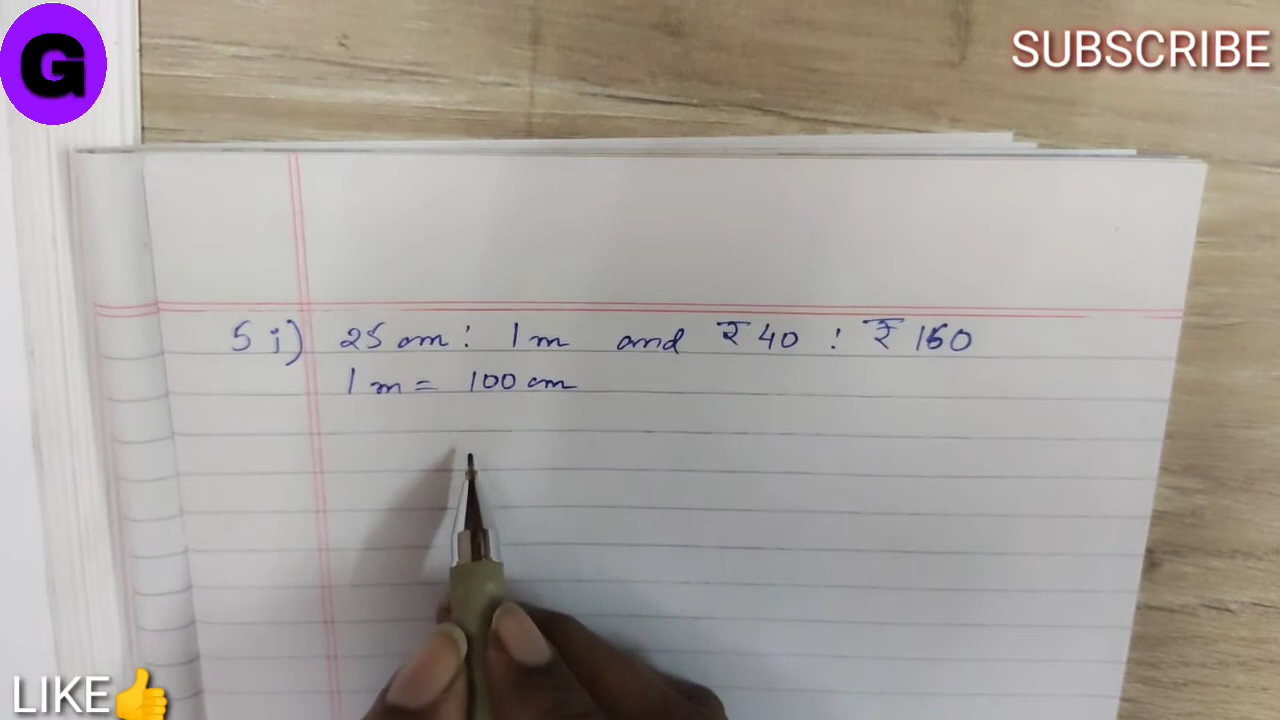 G
SUBSCRIBE
5 i) 25 cm : 1 m and ₹ 40 : ₹ 160
1 m = 100 cm
LIKE👍